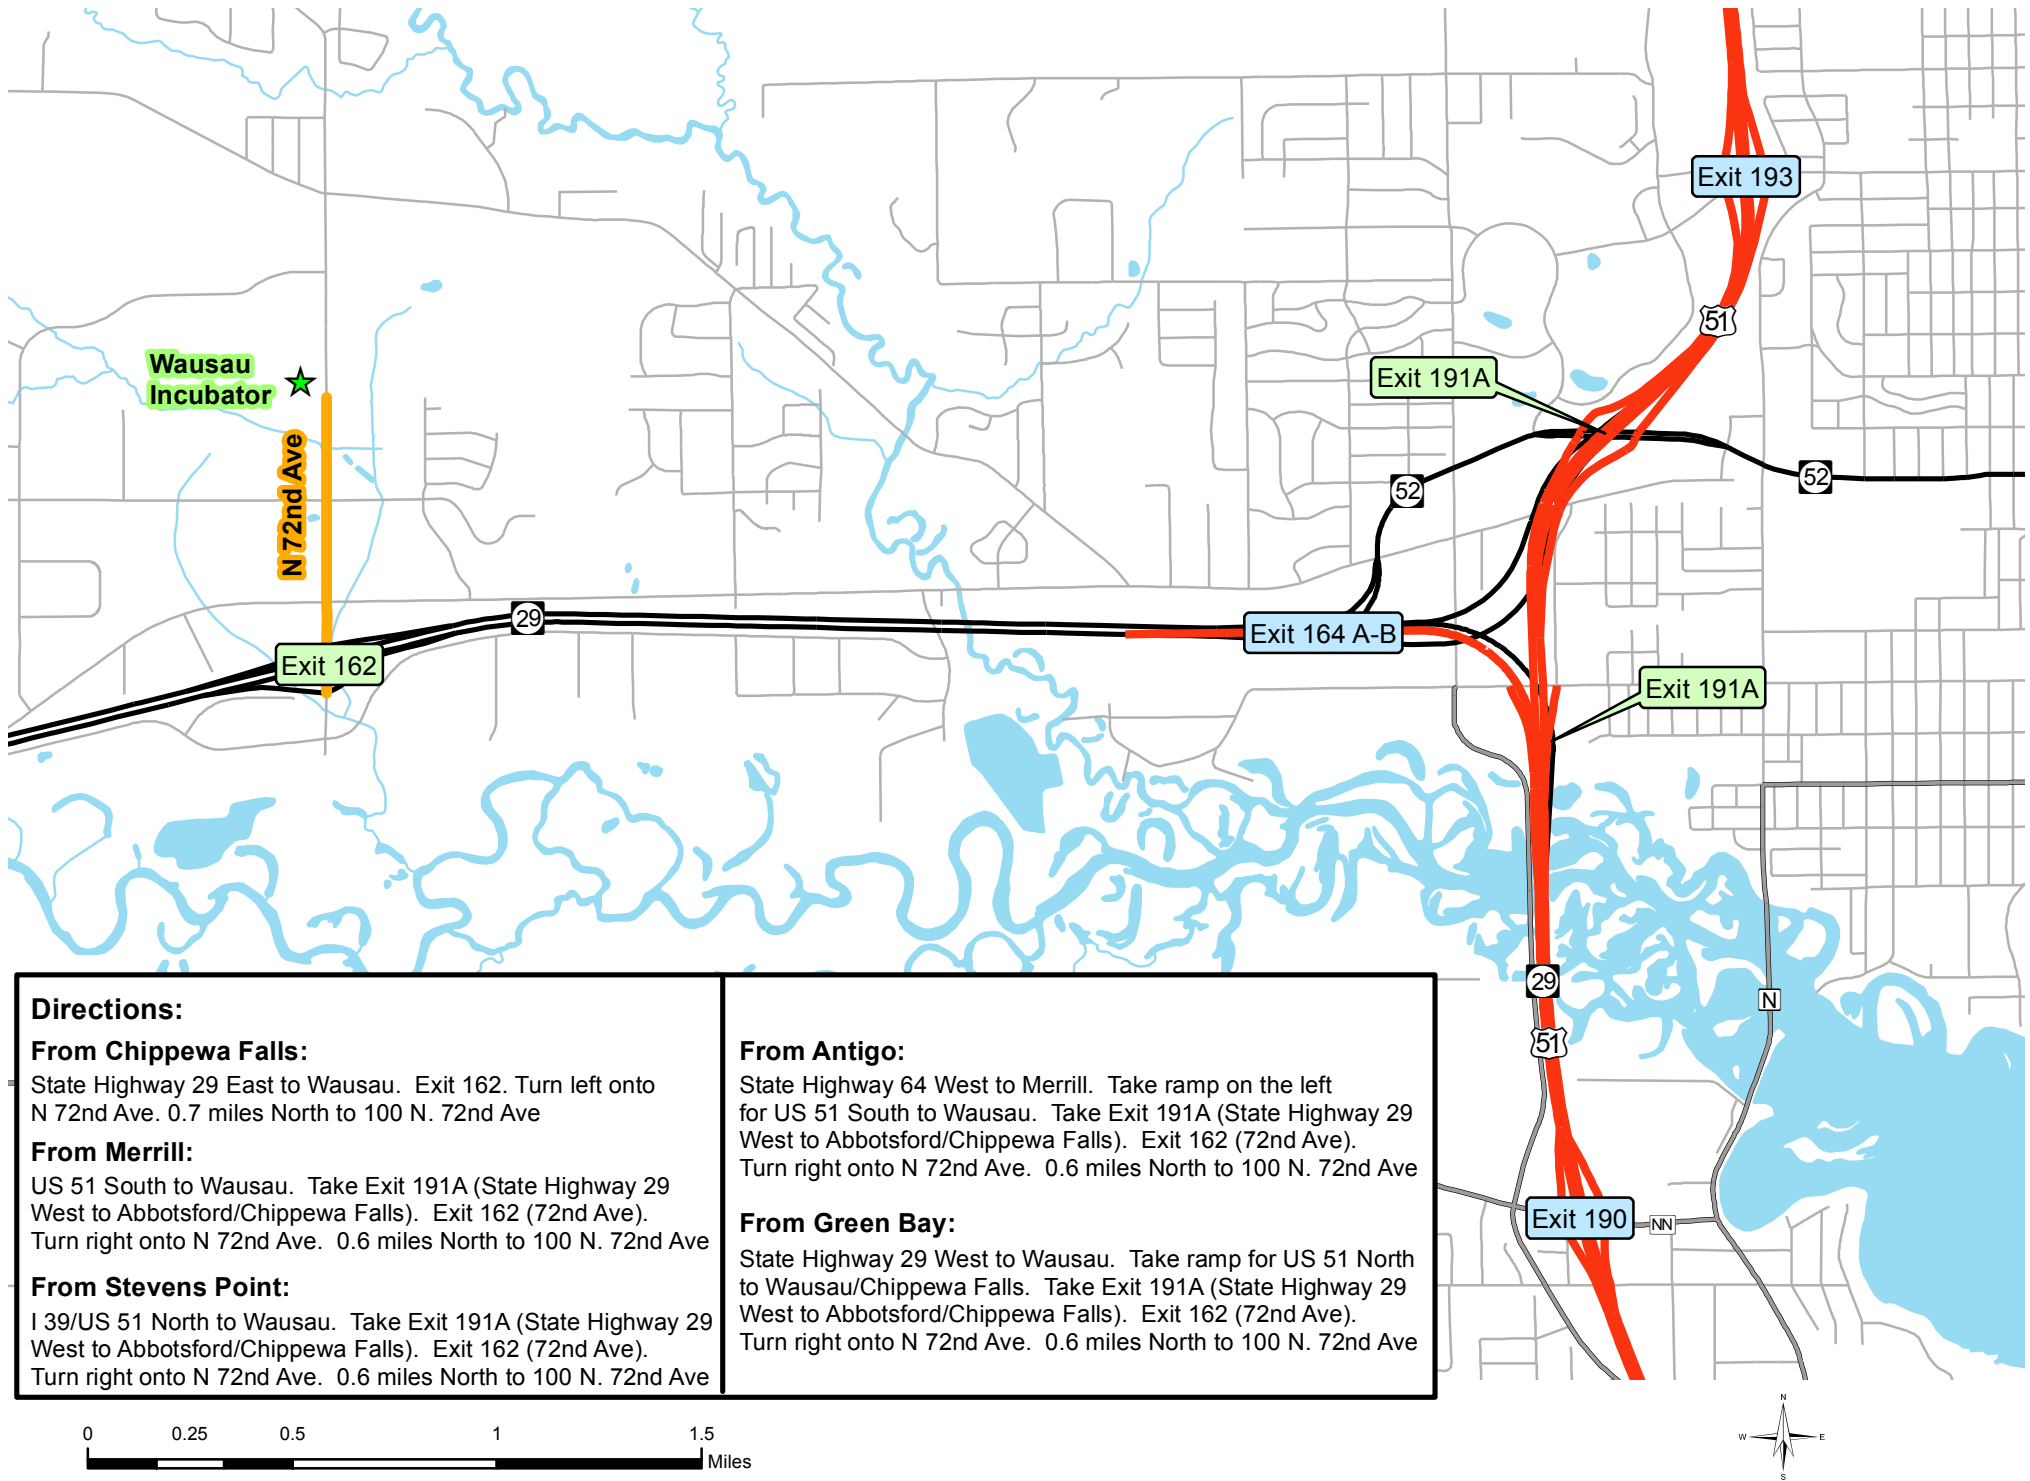 Exit 193
51
Wausau
Incubator
Exit 191A
N 72nd Ave
52
52
29
Exit 164 A-B
Exit 162
Exit 191A
29
N
51
Exit 190
NN
Directions:
From Chippewa Falls:
State Highway 29 East to Wausau. Exit 162. Turn left onto
N 72nd Ave. 0.7 miles North to 100 N. 72nd Ave
From Merrill:
US 51 South to Wausau. Take Exit 191A (State Highway 29
West to Abbotsford/Chippewa Falls). Exit 162 (72nd Ave).
Turn right onto N 72nd Ave. 0.6 miles North to 100 N. 72nd Ave
From Stevens Point:
I 39/US 51 North to Wausau. Take Exit 191A (State Highway 29
West to Abbotsford/Chippewa Falls). Exit 162 (72nd Ave).
Turn right onto N 72nd Ave. 0.6 miles North to 100 N. 72nd Ave
From Antigo:
State Highway 64 West to Merrill. Take ramp on the left
for US 51 South to Wausau. Take Exit 191A (State Highway 29
West to Abbotsford/Chippewa Falls). Exit 162 (72nd Ave).
Turn right onto N 72nd Ave. 0.6 miles North to 100 N. 72nd Ave
From Green Bay:
State Highway 29 West to Wausau. Take ramp for US 51 North
to Wausau/Chippewa Falls. Take Exit 191A (State Highway 29
West to Abbotsford/Chippewa Falls). Exit 162 (72nd Ave).
Turn right onto N 72nd Ave. 0.6 miles North to 100 N. 72nd Ave
0 0.25 0.5 1 1.5
Miles
N
W E
S